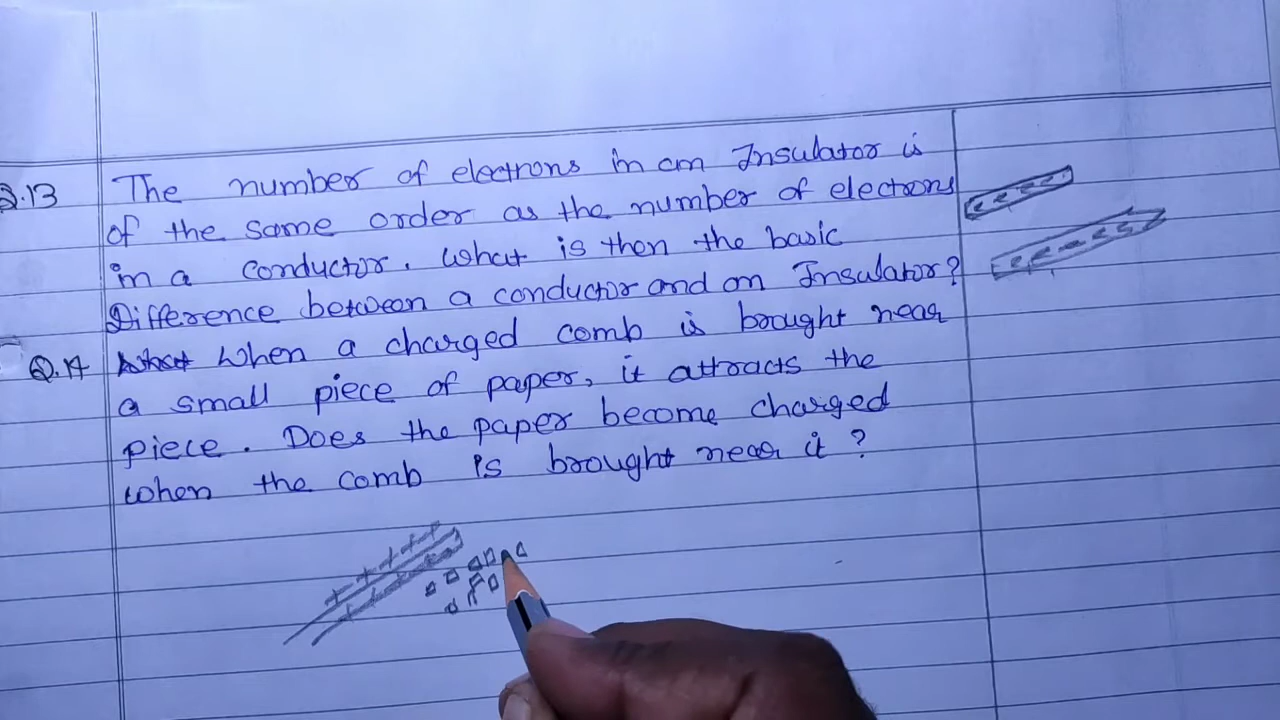 Q.13 The number of electrons in an Insulator is
of the same order as the number of electrons
in a conductor. What is then the basic
Difference between a conductor and an Insulator?
Q.14 When a charged comb is brought near
a small piece of paper, it attracts the
piece. Does the paper become charged
when the comb is brought near it?